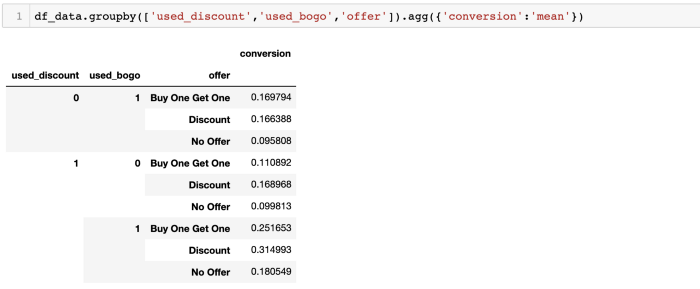 1 df_data.groupby(['used_discount','used_bogo','offer']).agg({'conversion':'mean'})
conversion
used_discount used_bogo offer
0 1 Buy One Get One 0.169794
Discount 0.166388
No Offer 0.095808
1 0 Buy One Get One 0.110892
Discount 0.168968
No Offer 0.099813
1 Buy One Get One 0.251653
Discount 0.314993
No Offer 0.180549